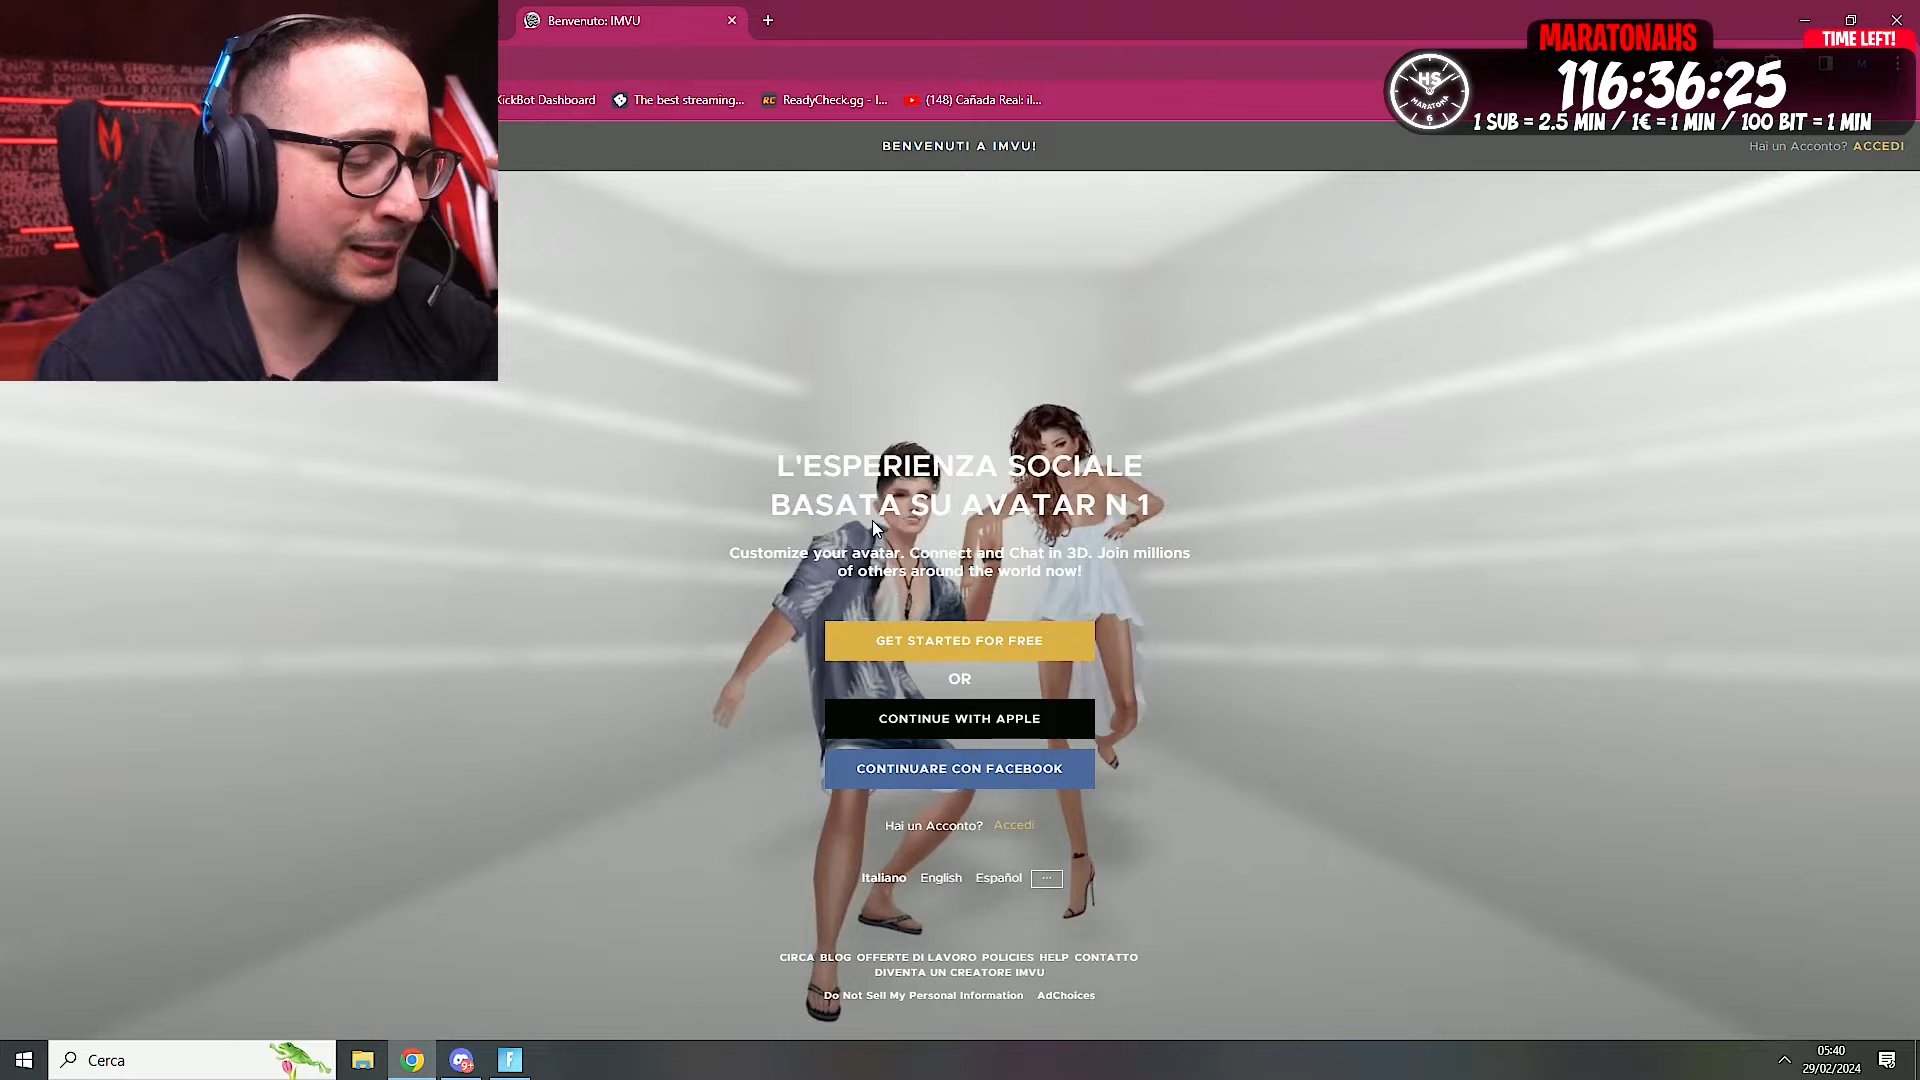 Benvenuto: IMVU
KickBot Dashboard
The best streaming...
RC
ReadyCheck.gg - I...
(148) Cañada Real: il...
MARATONAHS
TIME LEFT!
HS
MARATONA
6
116:36:25
1 SUB = 2.5 MIN / 1€ = 1 MIN / 100 BIT = 1 MIN
M
BENVENUTI A IMVU!
Hai un Acconto? ACCEDI
L'ESPERIENZA SOCIALE
BASATA SU AVATAR N 1
Customize your avatar. Connect and Chat in 3D. Join millions
of others around the world now!
GET STARTED FOR FREE
OR
CONTINUE WITH APPLE
CONTINUARE CON FACEBOOK
Hai un Acconto? Accedi
Italiano English Español ...
CIRCA BLOG OFFERTE DI LAVORO POLICIES HELP CONTATTO
DIVENTA UN CREATORE IMVU
Do Not Sell My Personal Information AdChoices
Cerca
9+
F
05:40
29/02/2024